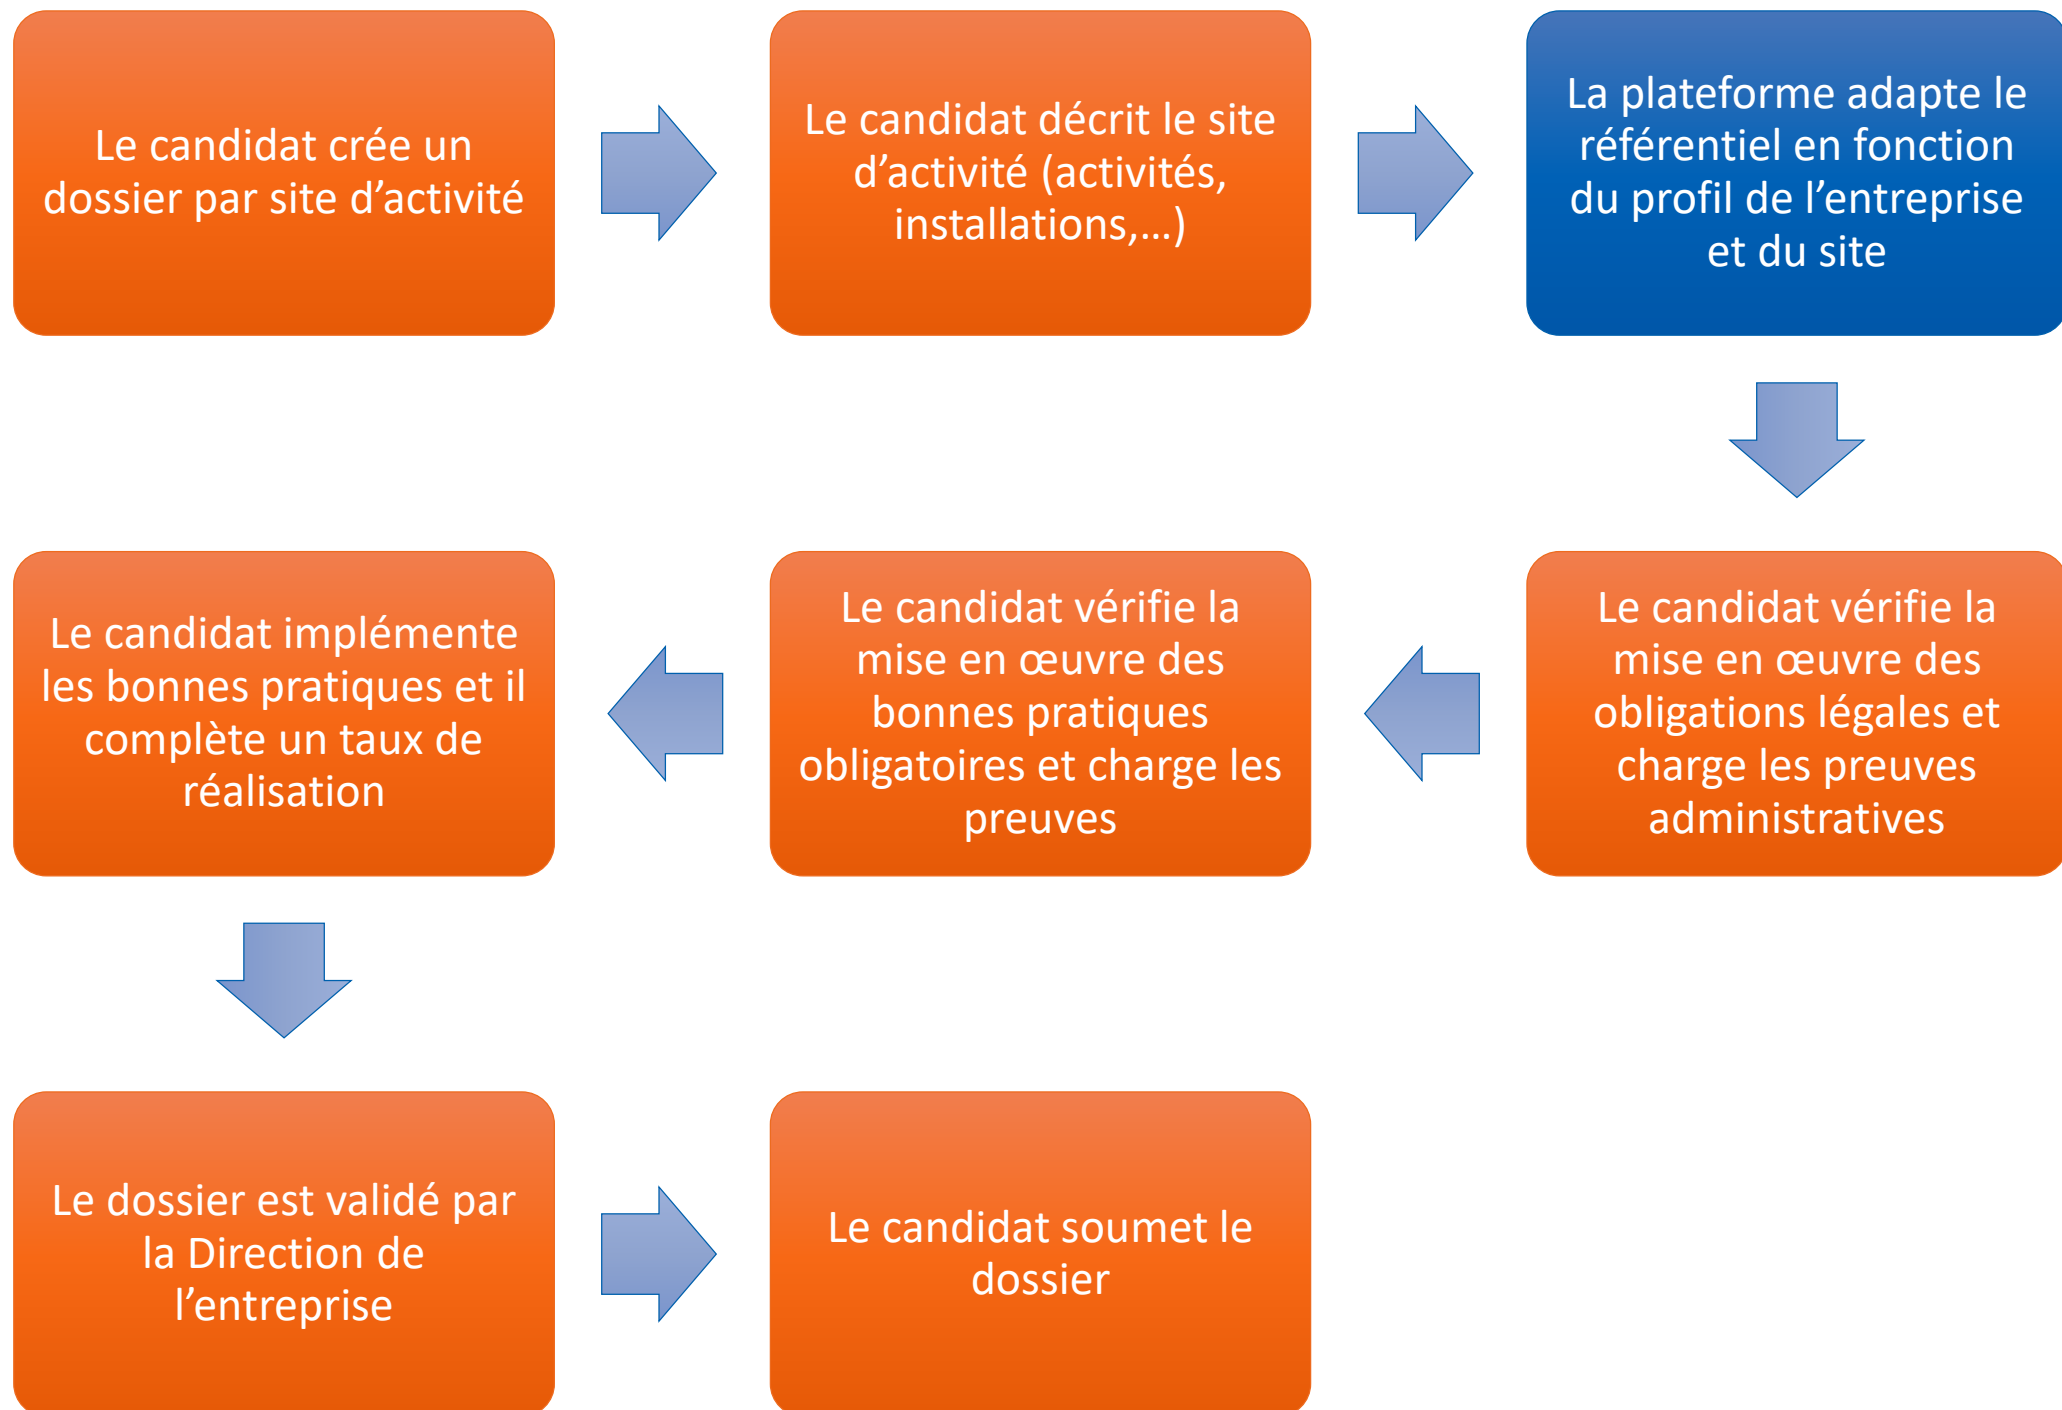 Le candidat crée un
dossier par site d’activité
Le candidat décrit le site
d’activité (activités,
installations,…)
La plateforme adapte le
référentiel en fonction
du profil de l’entreprise
et du site
Le candidat vérifie la
mise en œuvre des
obligations légales et
charge les preuves
administratives
Le candidat vérifie la
mise en œuvre des
bonnes pratiques
obligatoires et charge les
preuves
Le candidat implémente
les bonnes pratiques et il
complète un taux de
réalisation
Le dossier est validé par
la Direction de
l’entreprise
Le candidat soumet le
dossier